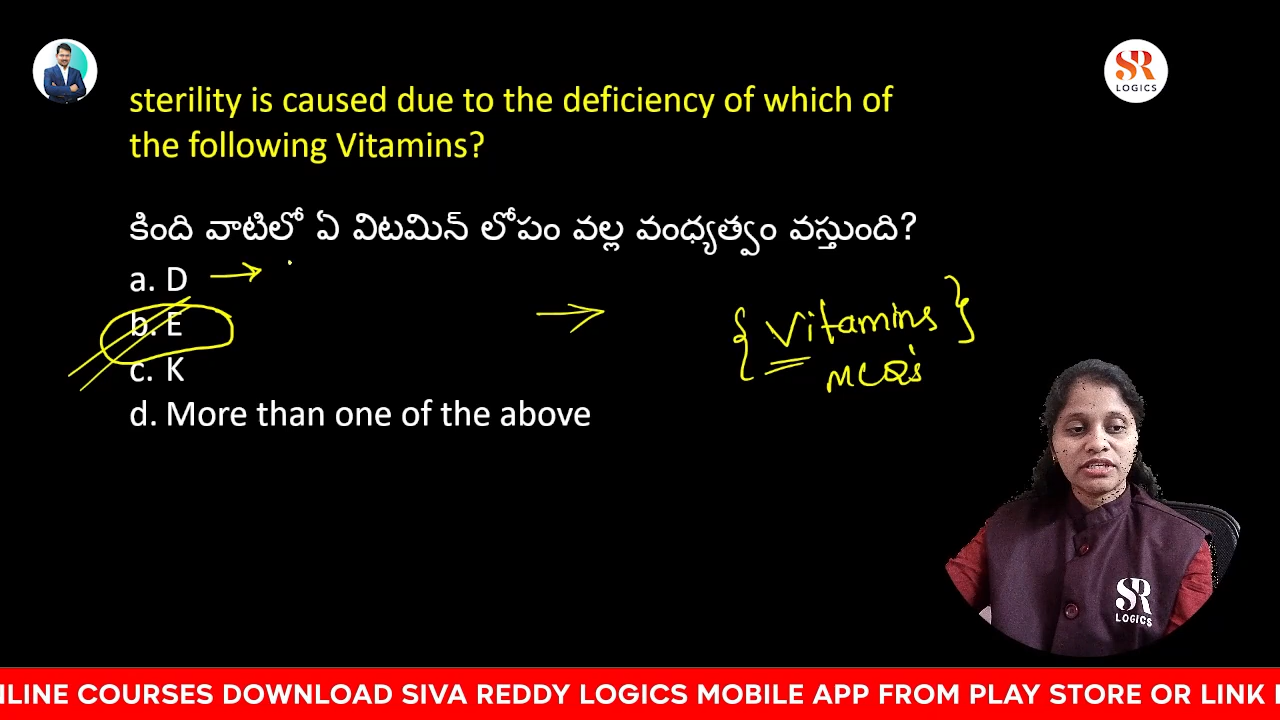 SR
LOGICS
sterility is caused due to the deficiency of which of
the following Vitamins?
కింది వాటిలో ఏ విటమిన్ లోపం వల్ల వంధ్యత్వం వస్తుంది?
a. D
b. E
c. K
d. More than one of the above
{ Vitamins }
MCQ's
SR
LOGICS
NLINE COURSES DOWNLOAD SIVA REDDY LOGICS MOBILE APP FROM PLAY STORE OR LINK